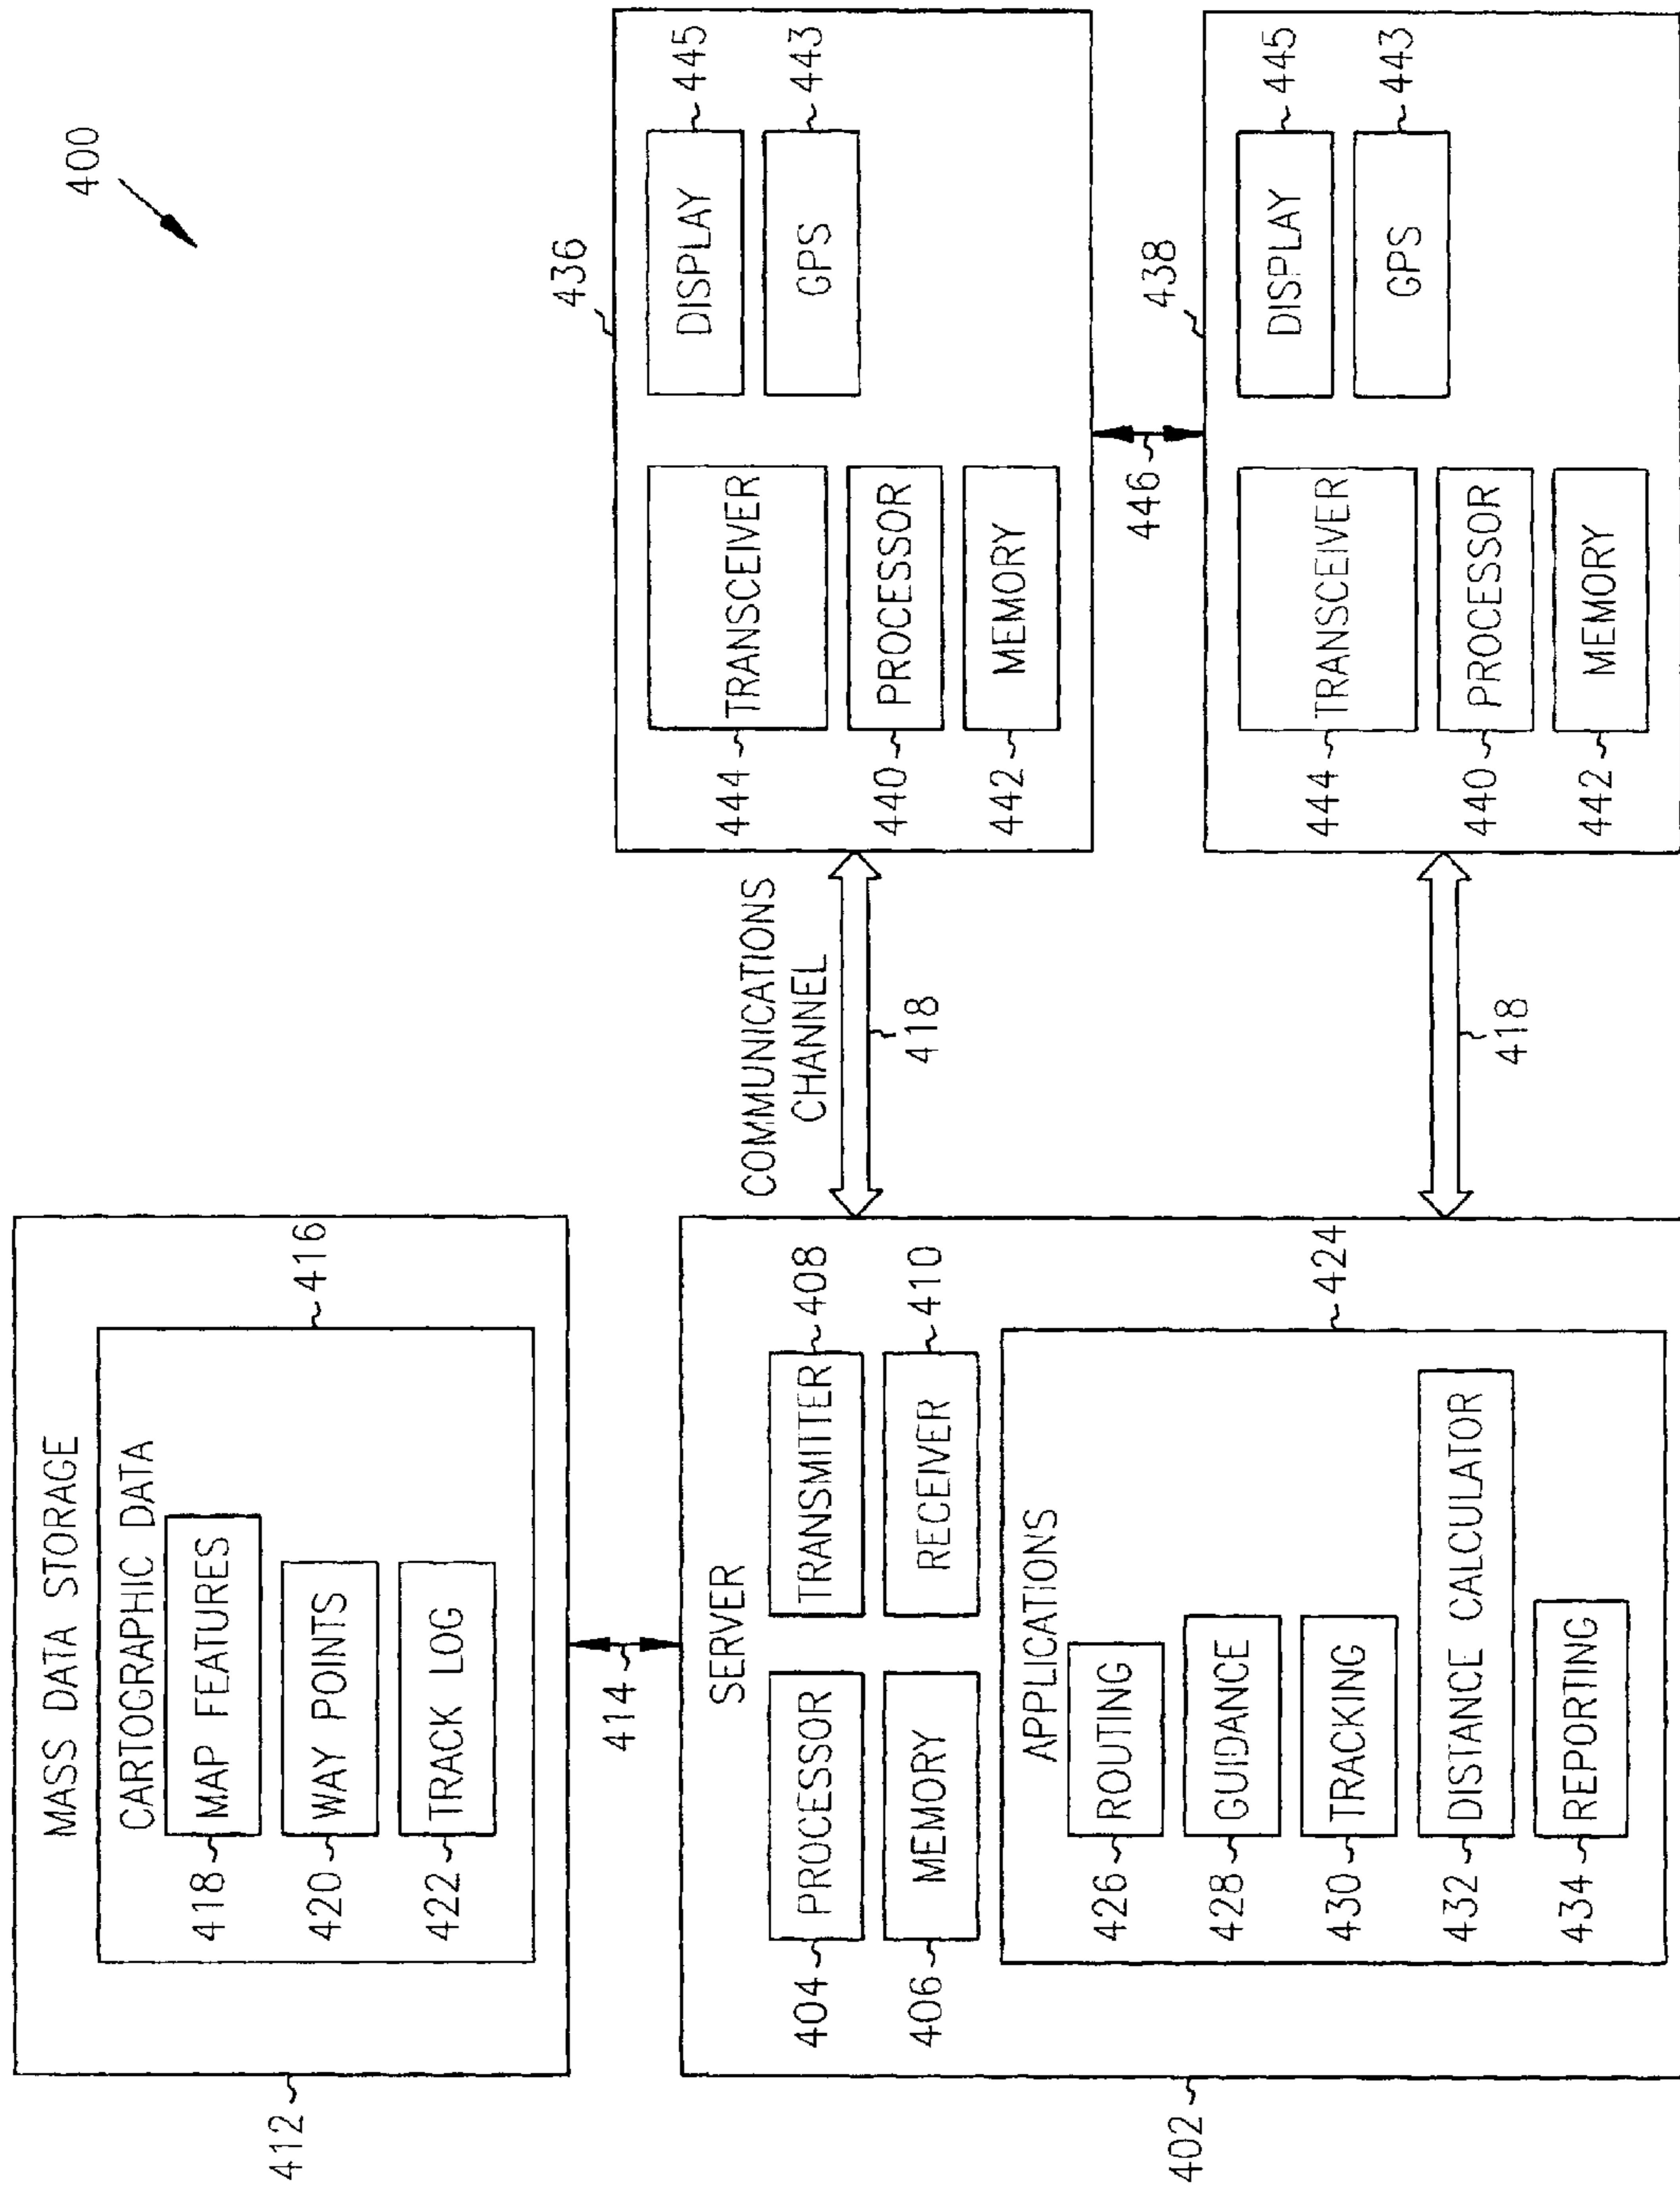 400
MASS DATA STORAGE
CARTOGRAPHIC DATA
416
418
MAP FEATURES
420
WAY POINTS
422
TRACK LOG
412
414
SERVER
404
PROCESSOR
TRANSMITTER
408
406
MEMORY
RECEIVER
410
APPLICATIONS
424
426
ROUTING
428
GUIDANCE
430
TRACKING
432
DISTANCE CALCULATOR
434
REPORTING
402
COMMUNICATIONS
CHANNEL
418
418
436
444
TRANSCEIVER
DISPLAY
445
440
PROCESSOR
GPS
443
442
MEMORY
446
438
444
TRANSCEIVER
DISPLAY
445
440
PROCESSOR
GPS
443
442
MEMORY